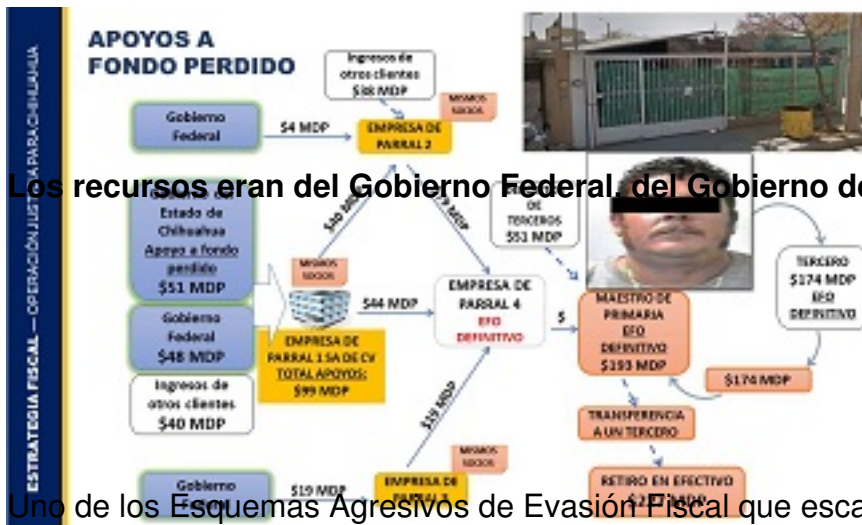 APOYOS A
FONDO PERDIDO
ESTRATEGIA FISCAL — OPERACIÓN JUSTICIA PARA CHIHUAHUA
Ingresos de
otros clientes
$38 MDP
MISMOS
SOCIOS
Gobierno
Federal
$4 MDP
EMPRESA DE
PARRAL 2
Los recursos eran del Gobierno Federal, del Gobierno de
Estado de
Chihuahua
Apoyo a fondo
perdido
$51 MDP
$40 MDP
DE
TERCEROS
$51 MDP
TERCERO
$174 MDP
EFO
DEFINITIVO
MISMOS
SOCIOS
Gobierno
Federal
$48 MDP
$44 MDP
EMPRESA DE
PARRAL 4
EFO
DEFINITIVO
$
MAESTRO DE
PRIMARIA
EFO
DEFINITIVO
$193 MDP
EMPRESA DE
PARRAL 1 SA DE CV
TOTAL APOYOS:
$99 MDP
$174 MDP
Ingresos de
otros clientes
$40 MDP
$19 MDP
TRANSFERENCIA
A UN TERCERO
MISMOS
SOCIOS
Gobierno
$19 MDP
EMPRESA DE
RETIRO EN EFECTIVO
Uno de los Esquemas Agresivos de Evasión Fiscal que esca